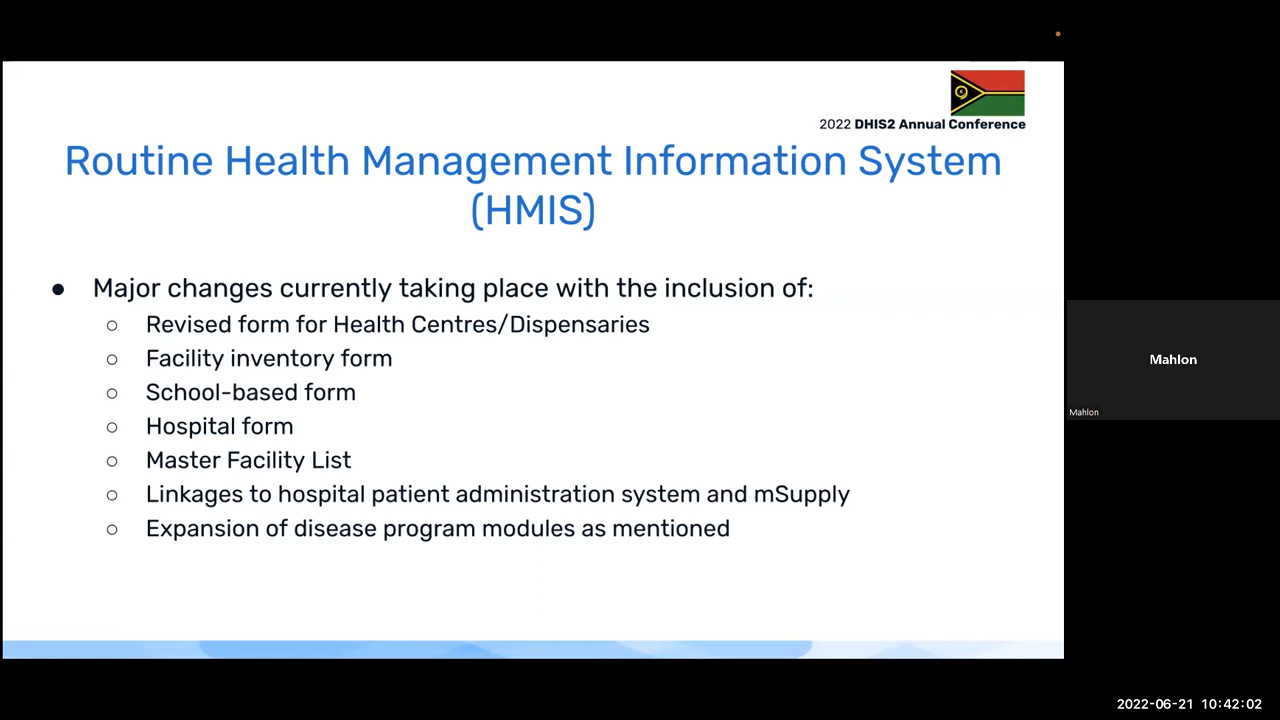 2022 DHIS2 Annual Conference
Routine Health Management Information System
(HMIS)
● Major changes currently taking place with the inclusion of:
○ Revised form for Health Centres/Dispensaries
○ Facility inventory form
○ School-based form
○ Hospital form
○ Master Facility List
○ Linkages to hospital patient administration system and mSupply
○ Expansion of disease program modules as mentioned
Mahlon
Mahlon
2022-06-21 10:42:02